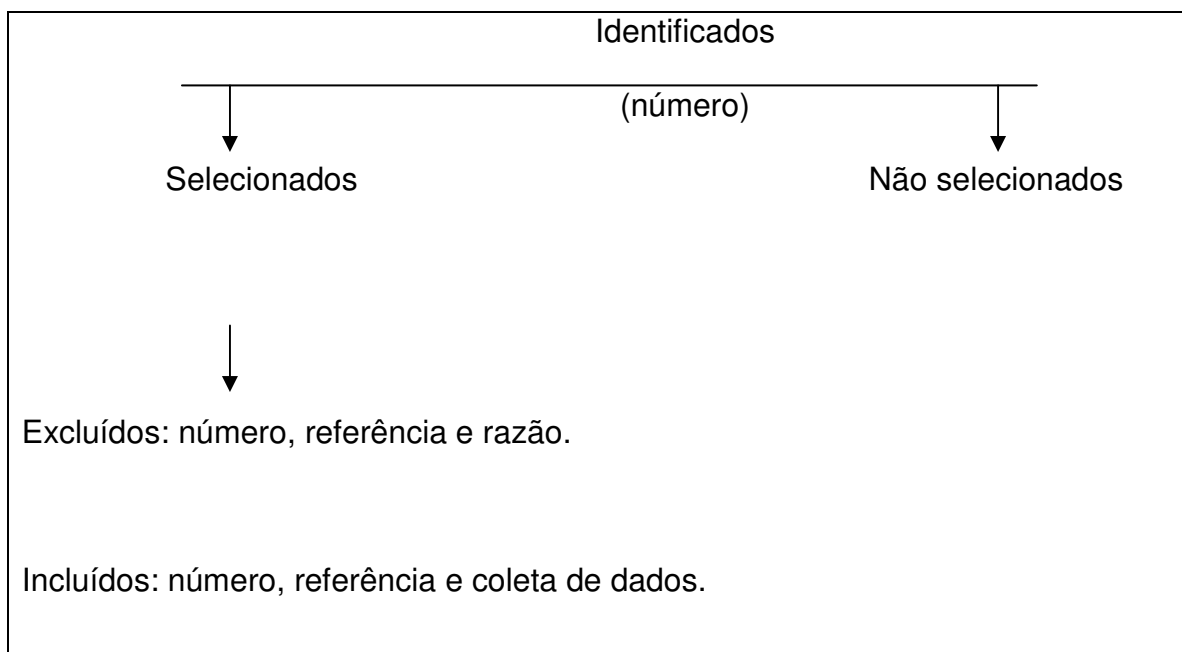 Identificados
(número)
Selecionados
Não selecionados
Excluídos: número, referência e razão.
Incluídos: número, referência e coleta de dados.